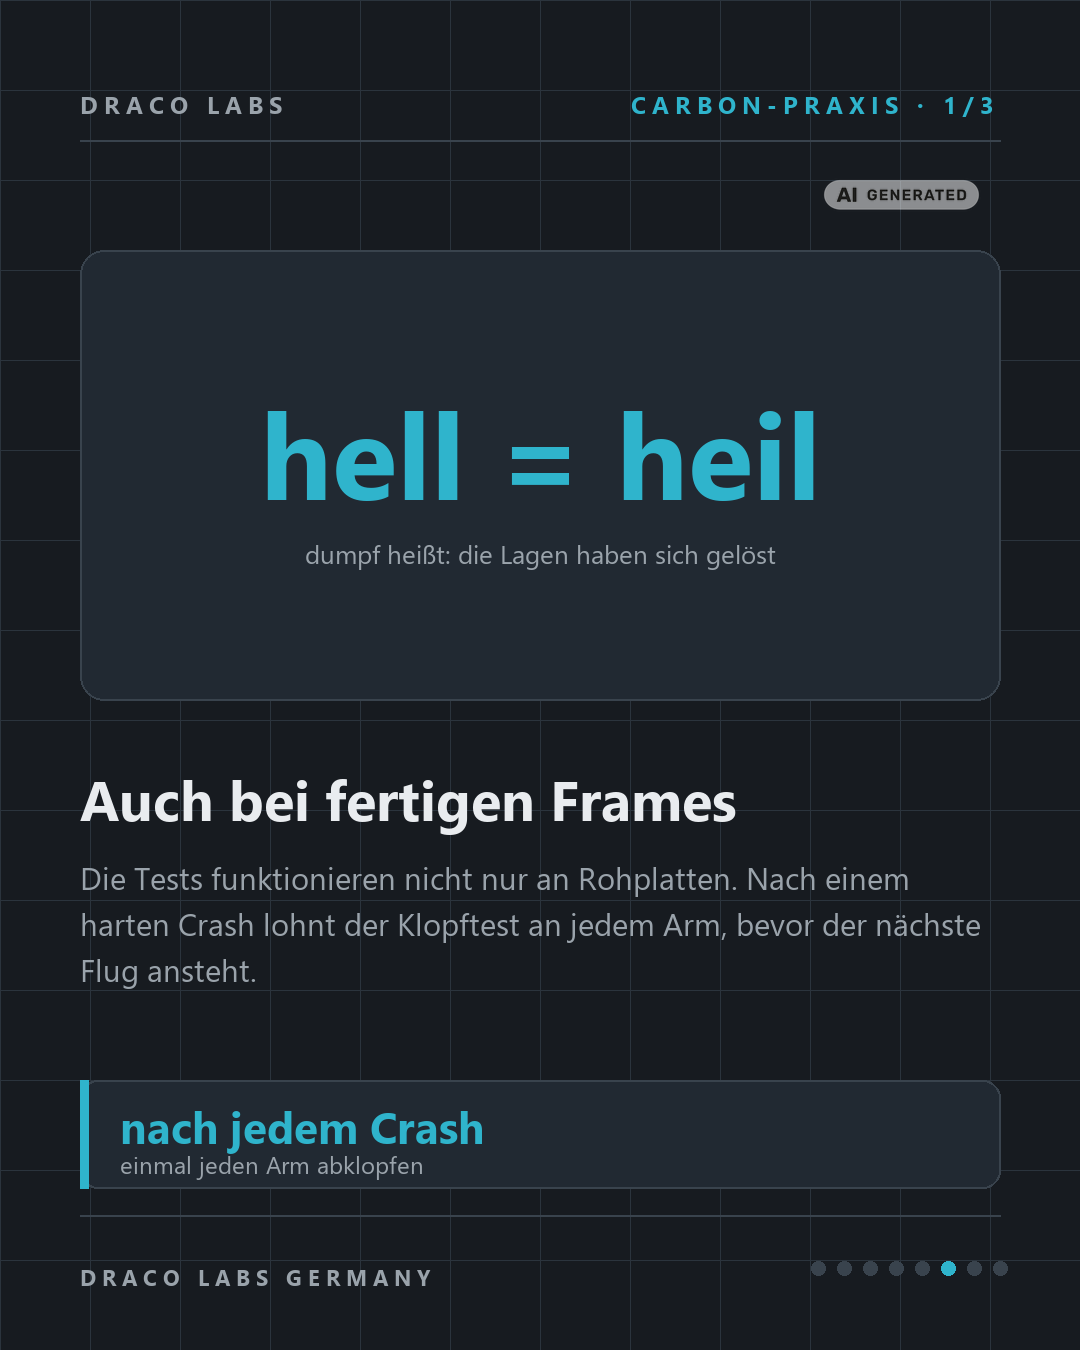 DRACO LABS
CARBON-PRAXIS · 1/3
AI GENERATED
hell = heil
dumpf heißt: die Lagen haben sich gelöst
Auch bei fertigen Frames
Die Tests funktionieren nicht nur an Rohplatten. Nach einem
harten Crash lohnt der Klopftest an jedem Arm, bevor der nächste
Flug ansteht.
nach jedem Crash
einmal jeden Arm abklopfen
DRACO LABS GERMANY